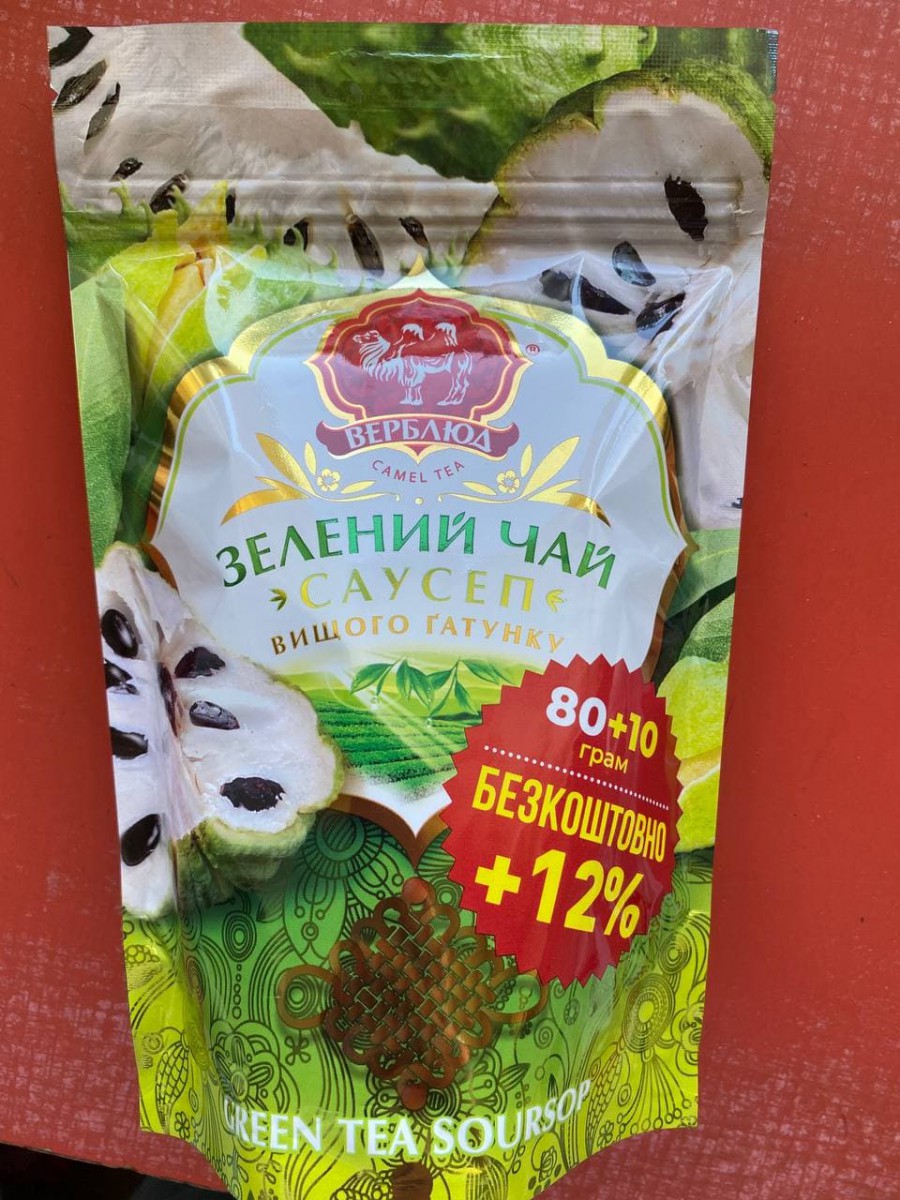 ®
ВЕРБЛЮД
CAMEL TEA
ЗЕЛЕНИЙ ЧАЙ
САУСЕП
ВИЩОГО ҐАТУНКУ
80+10
грам
БЕЗКОШТОВНО
+12%
GREEN TEA SOURSOP